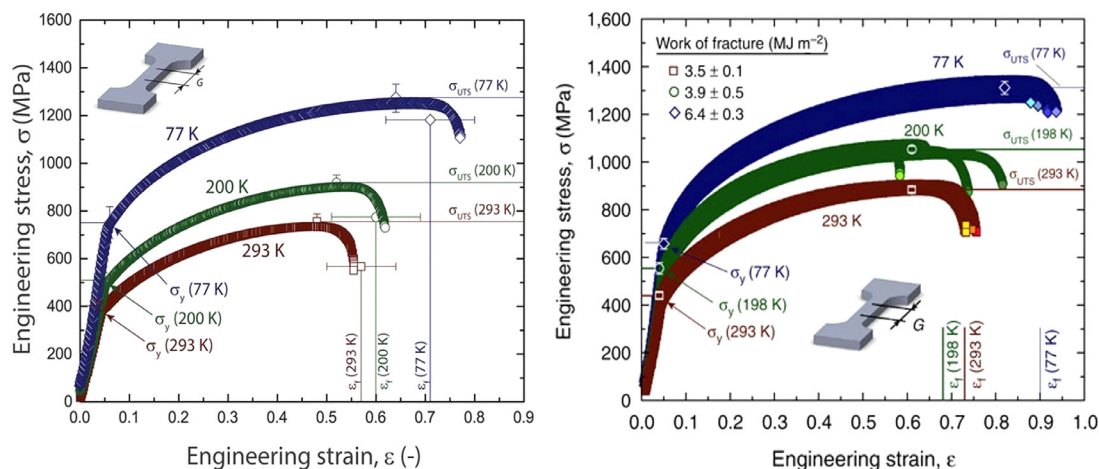 Engineering stress, σ (MPa)
1600
1400
1200
1000
800
600
400
200
0
0.0 0.1 0.2 0.3 0.4 0.5 0.6 0.7 0.8 0.9
Engineering strain, ε (-)
G
77 K
200 K
293 K
σUTS (77 K)
σUTS (200 K)
σUTS (293 K)
σy (77 K)
σy (200 K)
σy (293 K)
εf (293 K)
εf (200 K)
εf (77 K)
Engineering stress, σ (MPa)
1,600
1,400
1,200
1,000
800
600
400
200
0
0.0 0.1 0.2 0.3 0.4 0.5 0.6 0.7 0.8 0.9 1.0
Engineering strain, ε
Work of fracture (MJ m⁻²)
3.5 ± 0.1
3.9 ± 0.5
6.4 ± 0.3
77 K
200 K
293 K
σUTS (77 K)
σUTS (198 K)
σUTS (293 K)
σy (77 K)
σy (198 K)
σy (293 K)
G
εf (198 K)
εf (293 K)
εf (77 K)